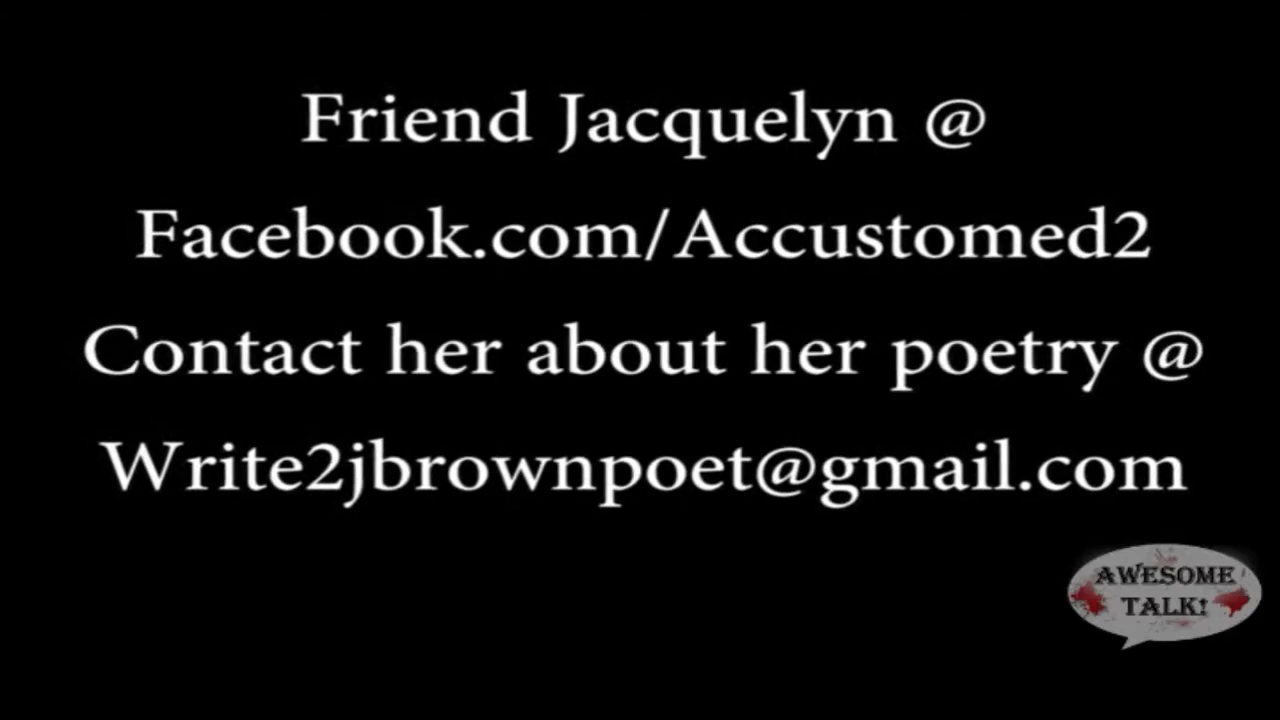 Friend Jacquelyn @
Facebook.com/Accustomed2
Contact her about her poetry @
Write2jbrownpoet@gmail.com
AWESOME
TALK!